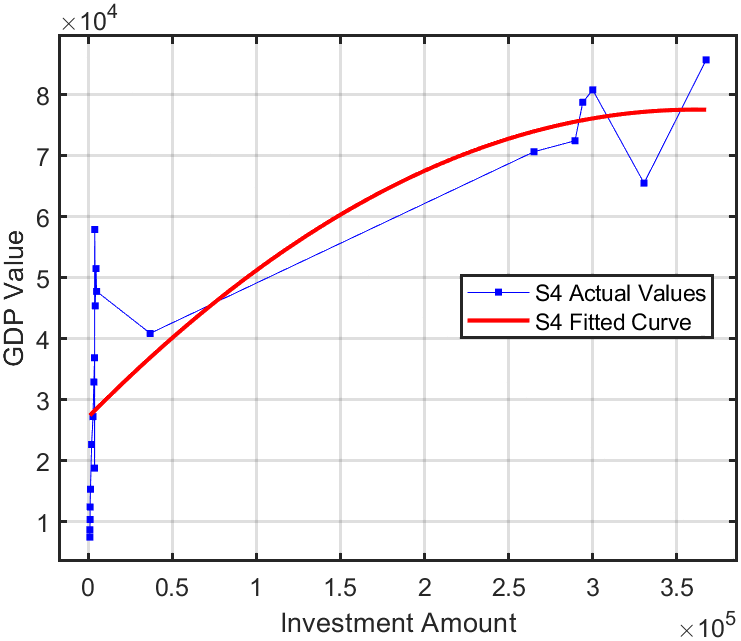 ×10⁴
8
7
6
5
4
3
2
1
GDP Value
S4 Actual Values
S4 Fitted Curve
0 0.5 1 1.5 2 2.5 3 3.5
Investment Amount
×10⁵